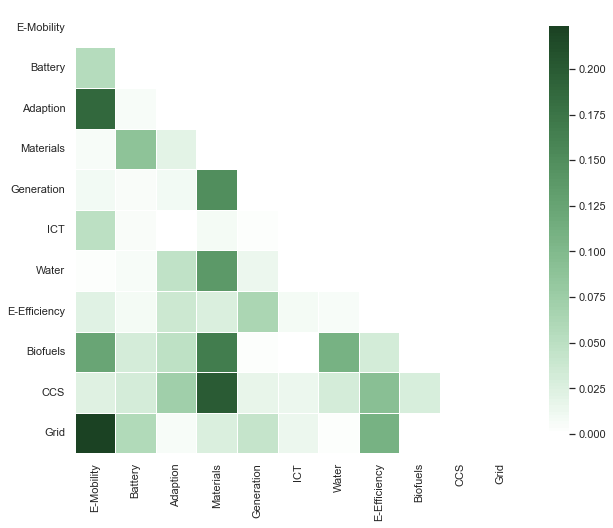 E-Mobility
Battery
Adaption
Materials
Generation
ICT
Water
E-Efficiency
Biofuels
CCS
Grid
E-Mobility
Battery
Adaption
Materials
Generation
ICT
Water
E-Efficiency
Biofuels
CCS
Grid
0.200
0.175
0.150
0.125
0.100
0.075
0.050
0.025
0.000